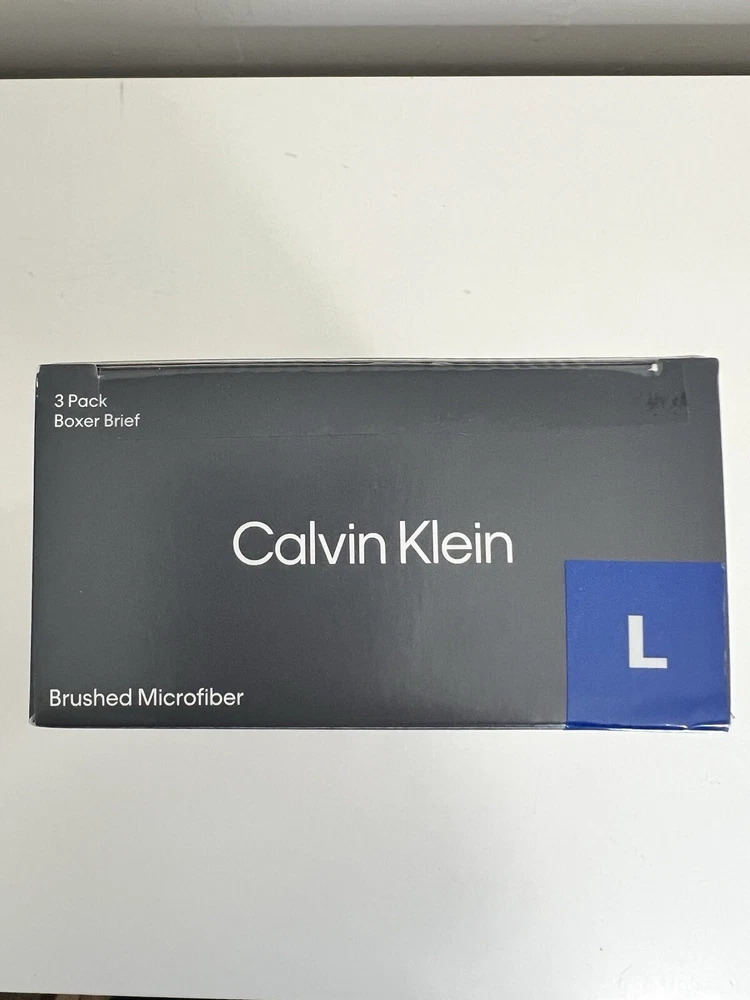 3 Pack
Boxer Brief
Calvin Klein
L
Brushed Microfiber